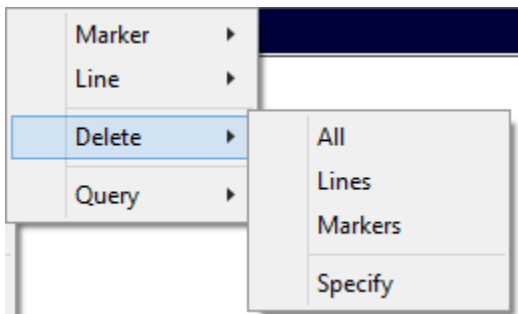 Marker
Line
Delete
Query
All
Lines
Markers
Specify